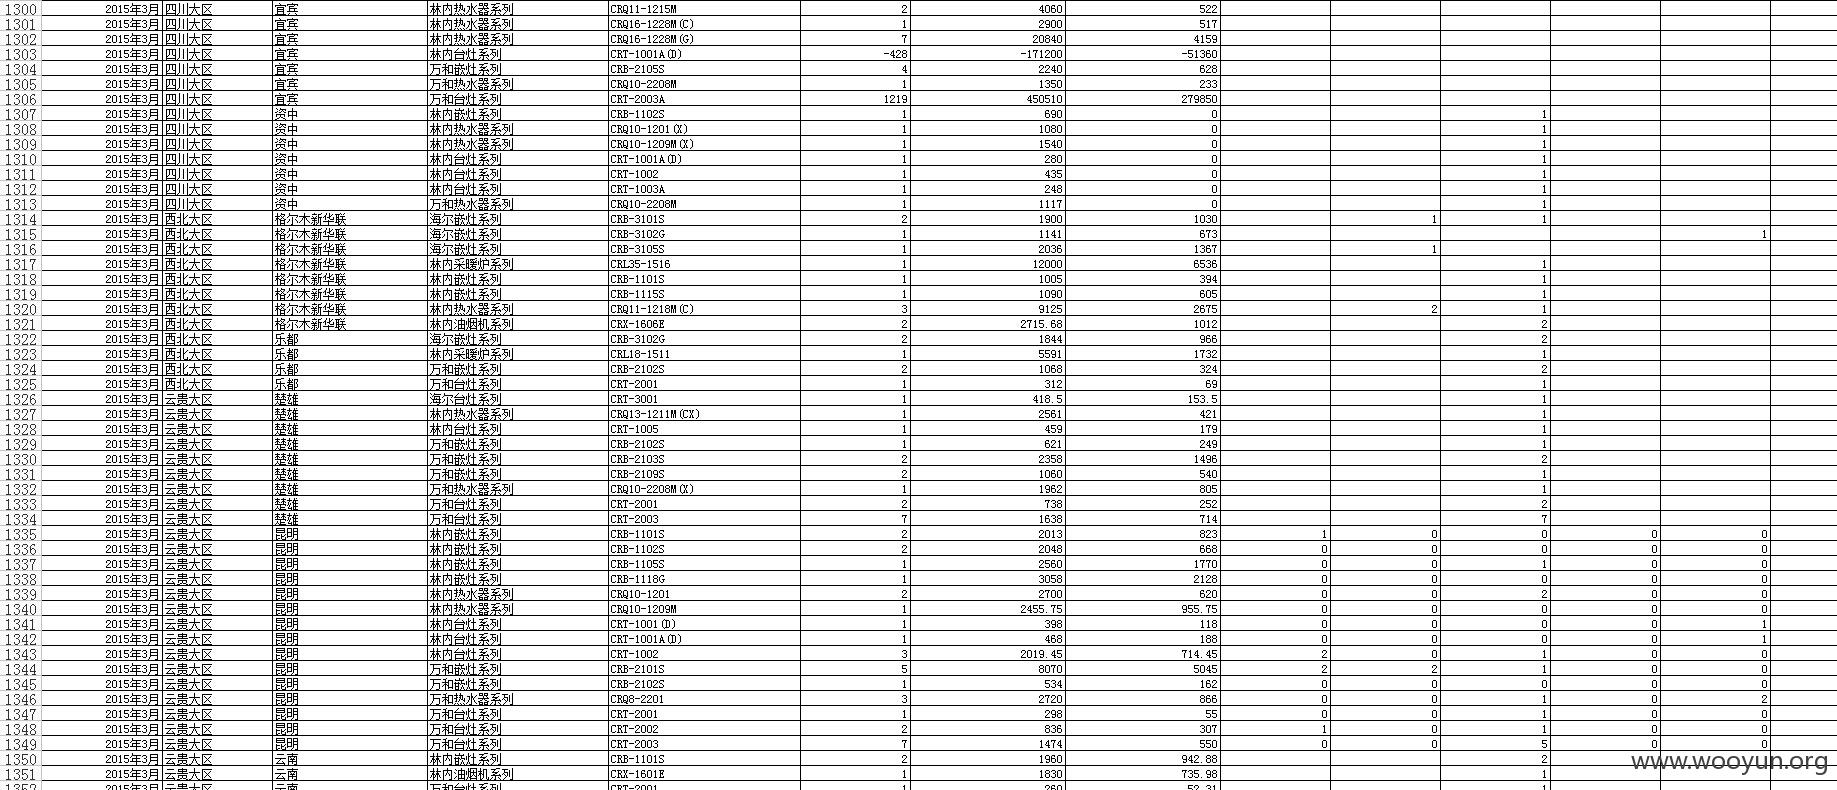 1300 2015年3月 四川大区 宜宾 林内热水器系列 CRQ11-1215M 2 4060 522
1301 2015年3月 四川大区 宜宾 林内热水器系列 CRQ16-1228M(C) 1 2900 517
1302 2015年3月 四川大区 宜宾 林内热水器系列 CRQ16-1228M(G) 7 20840 4159
1303 2015年3月 四川大区 宜宾 林内台灶系列 CRT-1001A(D) -428 -171200 -51360
1304 2015年3月 四川大区 宜宾 万和嵌灶系列 CRB-2105S 4 2240 628
1305 2015年3月 四川大区 宜宾 万和热水器系列 CRQ10-2208M 1 1350 233
1306 2015年3月 四川大区 宜宾 万和台灶系列 CRT-2003A 1219 450510 279850
1307 2015年3月 四川大区 资中 林内嵌灶系列 CRB-1102S 1 690 0 1
1308 2015年3月 四川大区 资中 林内热水器系列 CRQ10-1201(X) 1 1080 0 1
1309 2015年3月 四川大区 资中 林内热水器系列 CRQ10-1209M(X) 1 1540 0 1
1310 2015年3月 四川大区 资中 林内台灶系列 CRT-1001A(D) 1 280 0 1
1311 2015年3月 四川大区 资中 林内台灶系列 CRT-1002 1 435 0 1
1312 2015年3月 四川大区 资中 林内台灶系列 CRT-1003A 1 248 0 1
1313 2015年3月 四川大区 资中 万和热水器系列 CRQ10-2208M 1 1117 0 1
1314 2015年3月 西北大区 格尔木新华联 海尔嵌灶系列 CRB-3101S 2 1900 1030 1 1
1315 2015年3月 西北大区 格尔木新华联 海尔嵌灶系列 CRB-3102G 1 1141 673 1
1316 2015年3月 西北大区 格尔木新华联 海尔嵌灶系列 CRB-3105S 1 2036 1367 1
1317 2015年3月 西北大区 格尔木新华联 林内采暖炉系列 CRL35-1516 1 12000 6536 1
1318 2015年3月 西北大区 格尔木新华联 林内嵌灶系列 CRB-1101S 1 1005 394 1
1319 2015年3月 西北大区 格尔木新华联 林内嵌灶系列 CRB-1115S 1 1090 605 1
1320 2015年3月 西北大区 格尔木新华联 林内热水器系列 CRQ11-1218M(C) 3 9125 2675 2 1
1321 2015年3月 西北大区 格尔木新华联 林内油烟机系列 CRX-1606E 2 2715.68 1012 2
1322 2015年3月 西北大区 乐都 海尔嵌灶系列 CRB-3102G 2 1844 966 2
1323 2015年3月 西北大区 乐都 林内采暖炉系列 CRL18-1511 1 5591 1732 1
1324 2015年3月 西北大区 乐都 万和嵌灶系列 CRB-2102S 2 1068 324 2
1325 2015年3月 西北大区 乐都 万和台灶系列 CRT-2001 1 312 69 1
1326 2015年3月 云贵大区 楚雄 海尔台灶系列 CRT-3001 1 418.5 153.5 1
1327 2015年3月 云贵大区 楚雄 林内热水器系列 CRQ13-1211M(CX) 1 2561 421 1
1328 2015年3月 云贵大区 楚雄 林内台灶系列 CRT-1005 1 459 179 1
1329 2015年3月 云贵大区 楚雄 万和嵌灶系列 CRB-2102S 1 621 249 1
1330 2015年3月 云贵大区 楚雄 万和嵌灶系列 CRB-2103S 2 2358 1496 2
1331 2015年3月 云贵大区 楚雄 万和嵌灶系列 CRB-2109S 2 1060 540 1
1332 2015年3月 云贵大区 楚雄 万和热水器系列 CRQ10-2208M(X) 1 1962 805 1
1333 2015年3月 云贵大区 楚雄 万和台灶系列 CRT-2001 2 738 252 2
1334 2015年3月 云贵大区 楚雄 万和台灶系列 CRT-2003 7 1638 714 7
1335 2015年3月 云贵大区 昆明 林内嵌灶系列 CRB-1101S 2 2013 823 1 0 0 0 0
1336 2015年3月 云贵大区 昆明 林内嵌灶系列 CRB-1102S 2 2048 668 0 0 0 0 0
1337 2015年3月 云贵大区 昆明 林内嵌灶系列 CRB-1105S 1 2560 1770 0 0 1 0 0
1338 2015年3月 云贵大区 昆明 林内嵌灶系列 CRB-1118G 1 3058 2128 0 0 0 0 0
1339 2015年3月 云贵大区 昆明 林内热水器系列 CRQ10-1201 2 2700 620 0 0 2 0 0
1340 2015年3月 云贵大区 昆明 林内热水器系列 CRQ10-1209M 1 2455.75 955.75 0 0 0 0 0
1341 2015年3月 云贵大区 昆明 林内台灶系列 CRT-1001(D) 1 398 118 0 0 0 0 1
1342 2015年3月 云贵大区 昆明 林内台灶系列 CRT-1001A(D) 1 468 188 0 0 0 0 1
1343 2015年3月 云贵大区 昆明 林内台灶系列 CRT-1002 3 2019.45 714.45 2 0 1 0 0
1344 2015年3月 云贵大区 昆明 万和嵌灶系列 CRB-2101S 5 8070 5045 2 2 1 0 0
1345 2015年3月 云贵大区 昆明 万和嵌灶系列 CRB-2102S 1 534 162 0 0 0 0 0
1346 2015年3月 云贵大区 昆明 万和热水器系列 CRQ8-2201 3 2720 866 0 0 1 0 2
1347 2015年3月 云贵大区 昆明 万和台灶系列 CRT-2001 1 298 55 0 0 1 0 0
1348 2015年3月 云贵大区 昆明 万和台灶系列 CRT-2002 2 836 307 1 0 1 0 0
1349 2015年3月 云贵大区 昆明 万和台灶系列 CRT-2003 7 1474 550 0 0 5 0 0
1350 2015年3月 云贵大区 云南 林内嵌灶系列 CRB-1101S 2 1960 942.88 2
1351 2015年3月 云贵大区 云南 林内油烟机系列 CRX-1601E 1 1830 735.98 1
1352 2015年3月 云贵大区 云南 万和台灶系列 CRT-2001 1 260 52.31 1
www.wooyun.org